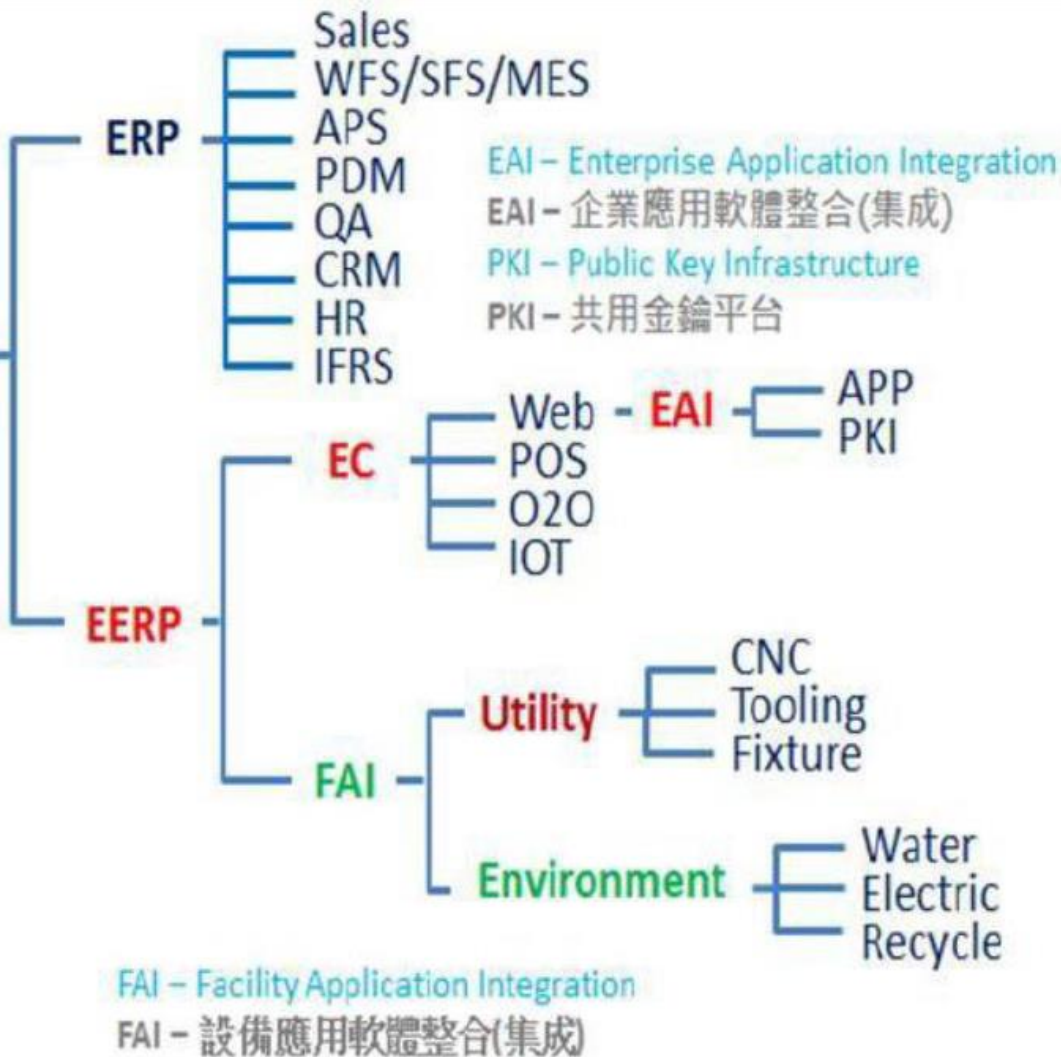 Sales
WFS/SFS/MES
ERP
APS
PDM
QA
CRM
HR
IFRS
EAI – Enterprise Application Integration
EAI – 企業應用軟體整合(集成)
PKI – Public Key Infrastructure
PKI – 共用金鑰平台
EERP
EC
Web
POS
O2O
IOT
EAI
APP
PKI
FAI
Utility
CNC
Tooling
Fixture
Environment
Water
Electric
Recycle
FAI – Facility Application Integration
FAI – 設備應用軟體整合(集成)